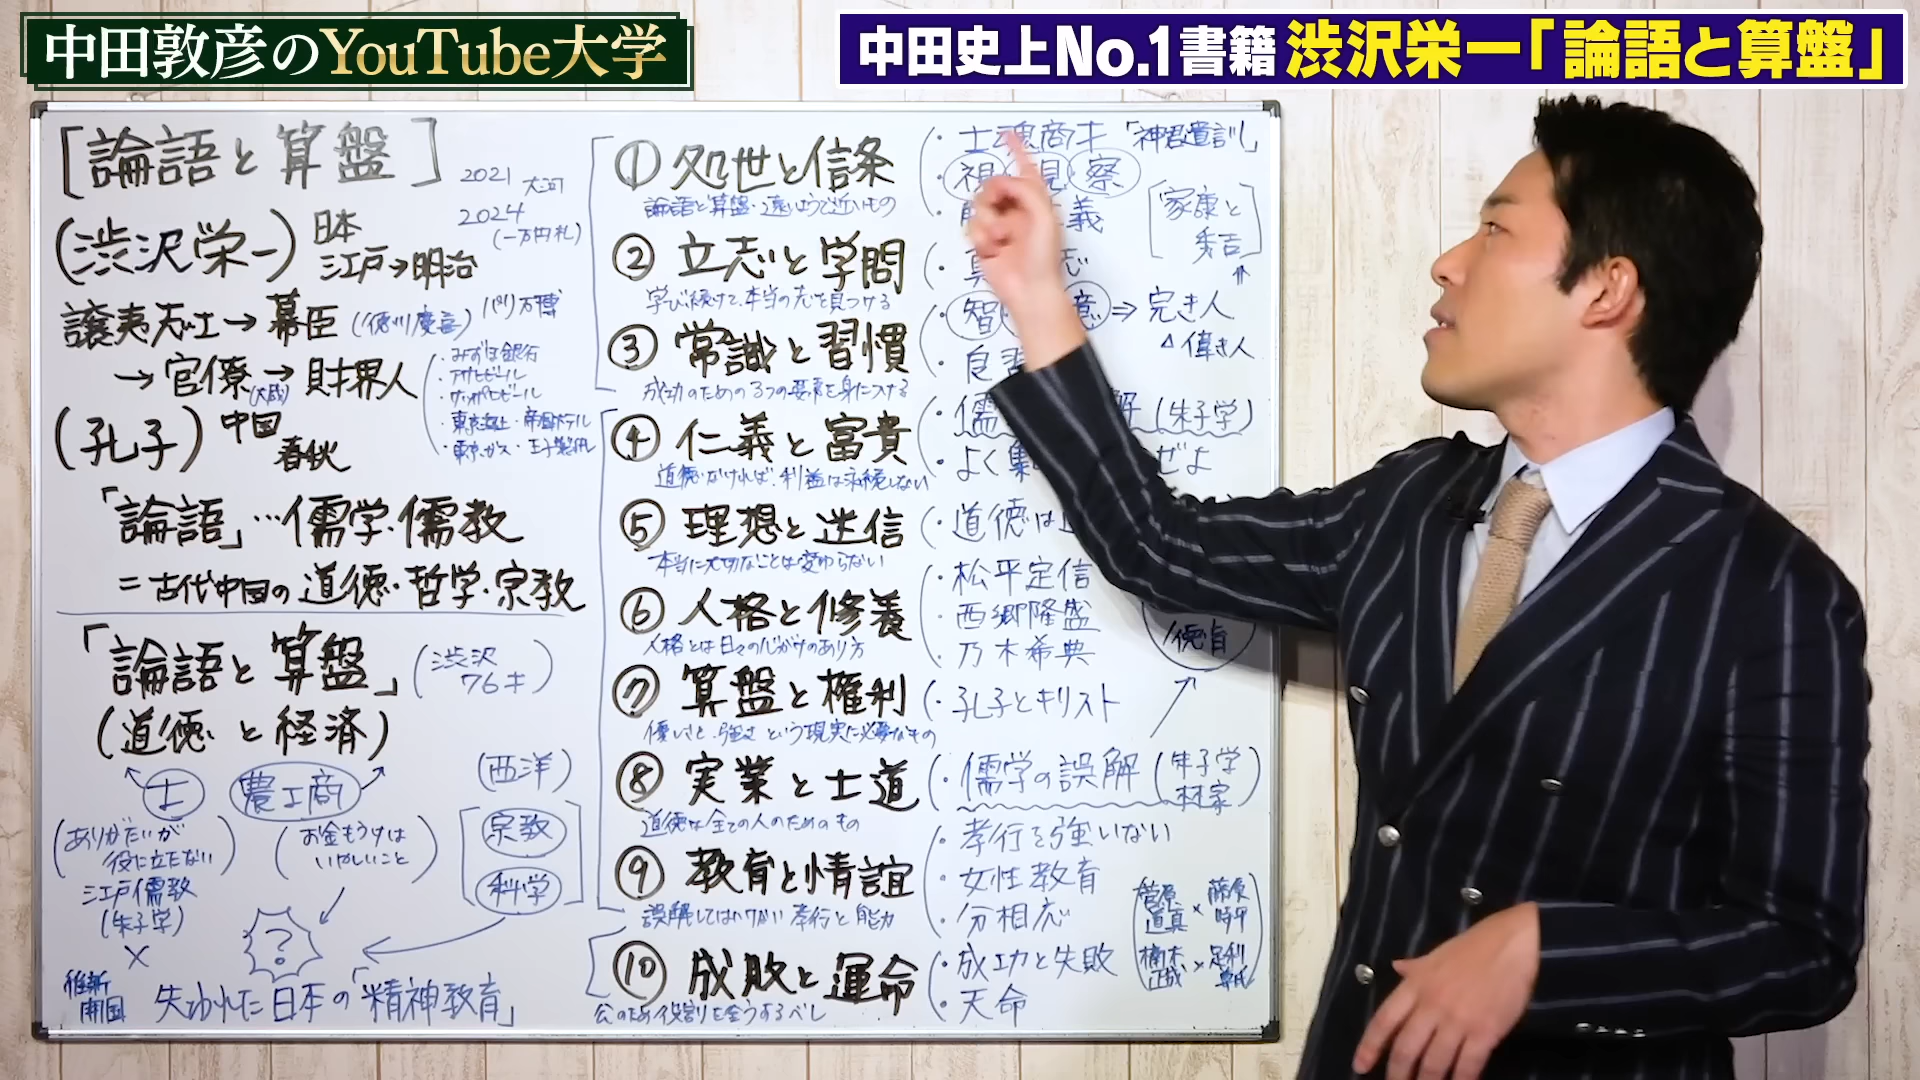 中田敦彦のYouTube大学
中田史上No.1書籍 渋沢栄一「論語と算盤」
[論語と算盤]
2021 大河
2024
(一万円札)
(渋沢栄一) 日本
江戸→明治
譲夷志士→幕臣(徳川慶喜) パリ万博
→官僚→財界人
(大蔵)
・みずほ銀行
・アサヒビール
・サッポロビール
・東京海上・帝国ホテル
・東京ガス・王子製紙
(孔子) 中国
春秋
「論語」…儒学・儒教
=古代中国の道徳・哲学・宗教
「論語と算盤」(渋沢
76才)
(道徳と経済)
士 農工商
(ありがたいが
役に立たない)
江戸儒教
(朱子学)
×
維新
開国
(お金もうけは
いやしいこと)
?
(西洋)
宗教
科学
失われた日本の「精神教育」
①処世と信条
論語と算盤・遠いようで近いもの
②立志と学問
学び続けて、本当の志を見つける
③常識と習慣
成功のための3つの要素を身に入する
④仁義と富貴
道徳なければ、利益は永続しない
⑤理想と迷信
本当に大切なことは変わらない
⑥人格と修養
人格とは日々の心がけのあり方
⑦算盤と権利
優しさと強さという現実に必要なもの
⑧実業と士道
道徳は全ての人のためのもの
⑨教育と情誼
誤解してはいけない孝行と能力
⑩成敗と運命
公のため役割を全うするべし
・士魂商才「神君遺訓」
・視 観 察
義
[家康と
秀吉]
↑
志
・智 意⇒完き人
△偉き人
・良習
・儒 解(朱子学)
・よく集 ぜよ
・道徳は
・松平定信
・西郷隆盛
・乃木希典
徳育
・孔子とキリスト
・儒学の誤解(朱子学
林家)
・孝行を強いない
・女性教育
・分相応
・成功と失敗
・天命
菅原
道真×藤原
時平
楠木
正成×足利
尊氏